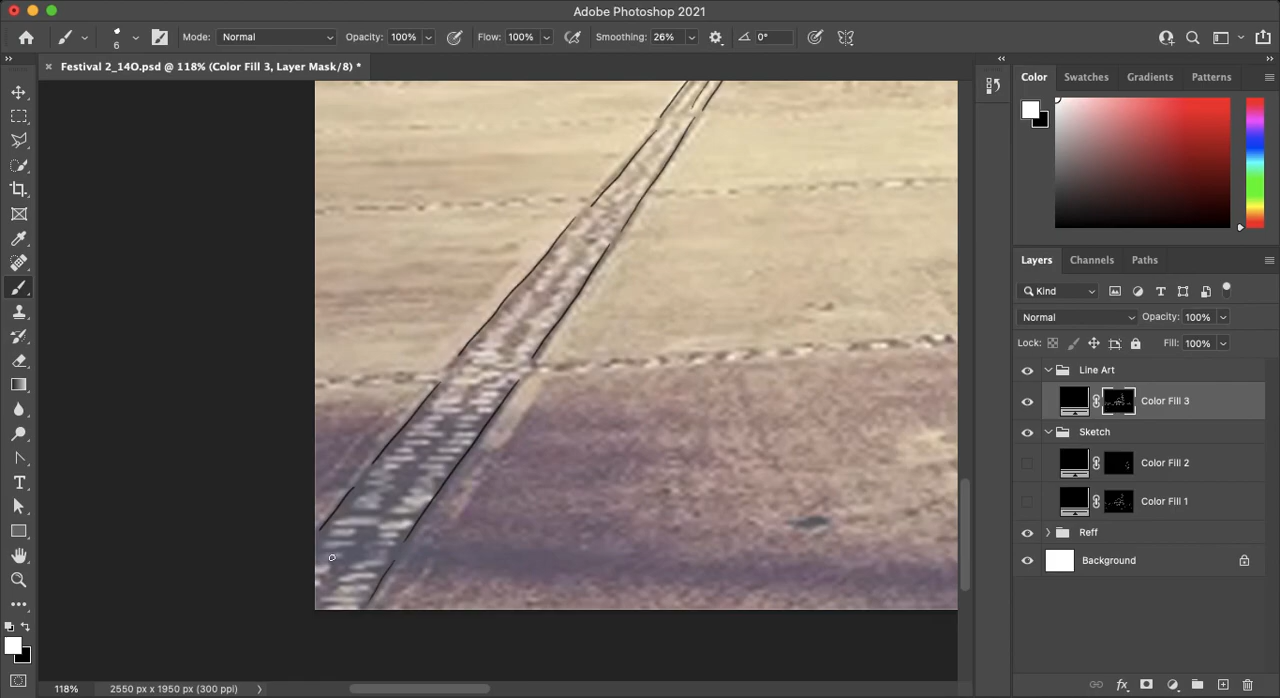 Adobe Photoshop 2021
6
Mode: Normal Opacity: 100% Flow: 100% Smoothing: 26% 0°
Festival 2_14O.psd @ 118% (Color Fill 3, Layer Mask/8) *
Color Swatches Gradients Patterns
Layers Channels Paths
Kind
Normal Opacity: 100%
Lock: Fill: 100%
Line Art
Color Fill 3
Sketch
Color Fill 2
Color Fill 1
Reff
Background
118% 2550 px x 1950 px (300 ppi)